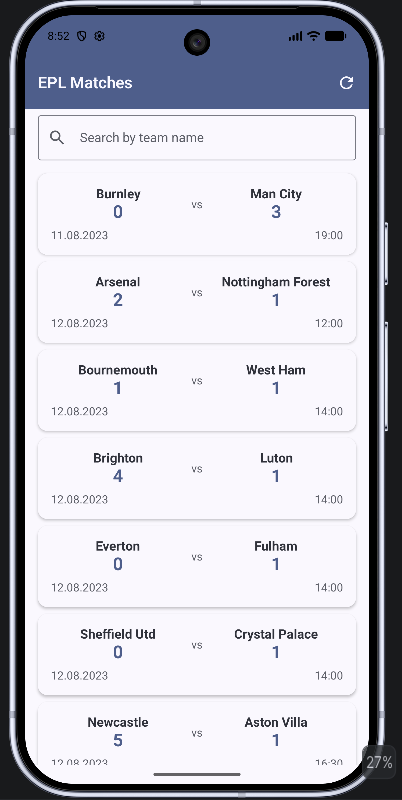 8:52
EPL Matches
Search by team name
Burnley vs Man City
0 3
11.08.2023 19:00
Arsenal vs Nottingham Forest
2 1
12.08.2023 12:00
Bournemouth vs West Ham
1 1
12.08.2023 14:00
Brighton vs Luton
4 1
12.08.2023 14:00
Everton vs Fulham
0 1
12.08.2023 14:00
Sheffield Utd vs Crystal Palace
0 1
12.08.2023 14:00
Newcastle vs Aston Villa
5 1
12.08.2023 16:30
27%